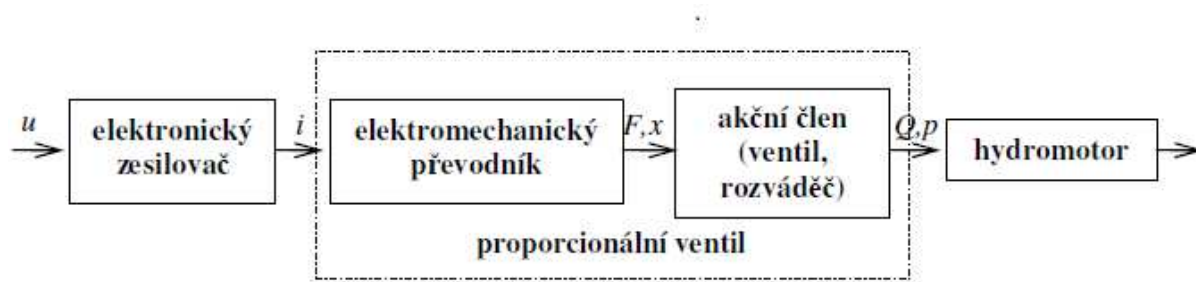 u
elektronický
zesilovač
i
elektromechanický
převodník
F,x
akční člen
(ventil,
rozváděč)
Q,p
hydromotor
proporcionální ventil